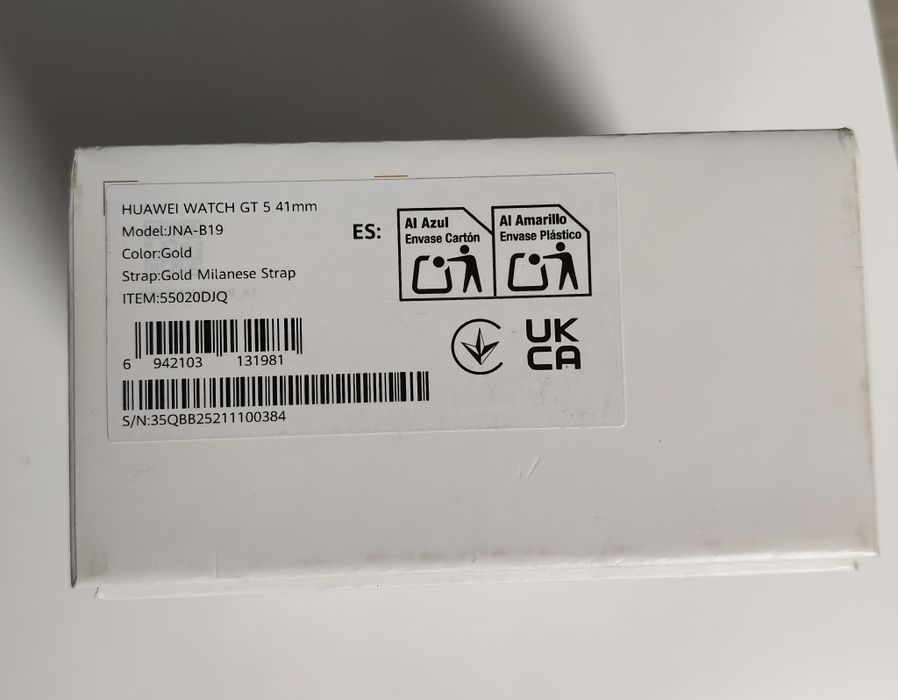 HUAWEI WATCH GT 5 41mm
Model:JNA-B19
Color:Gold
Strap:Gold Milanese Strap
ITEM:55020DJQ
6 942103 131981
S/N:35QBB25211100384
ES:
Al Azul
Envase Cartón
Al Amarillo
Envase Plástico
UK
CA